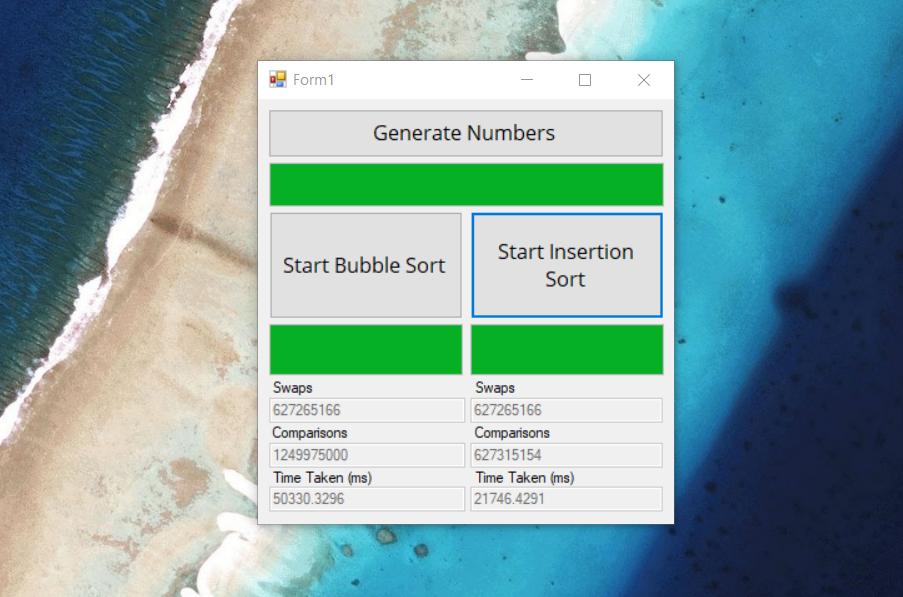 Form1
Generate Numbers
Start Bubble Sort
Start Insertion
Sort
Swaps
Swaps
627265166
627265166
Comparisons
Comparisons
1249975000
627315154
Time Taken (ms)
Time Taken (ms)
50330.3296
21746.4291